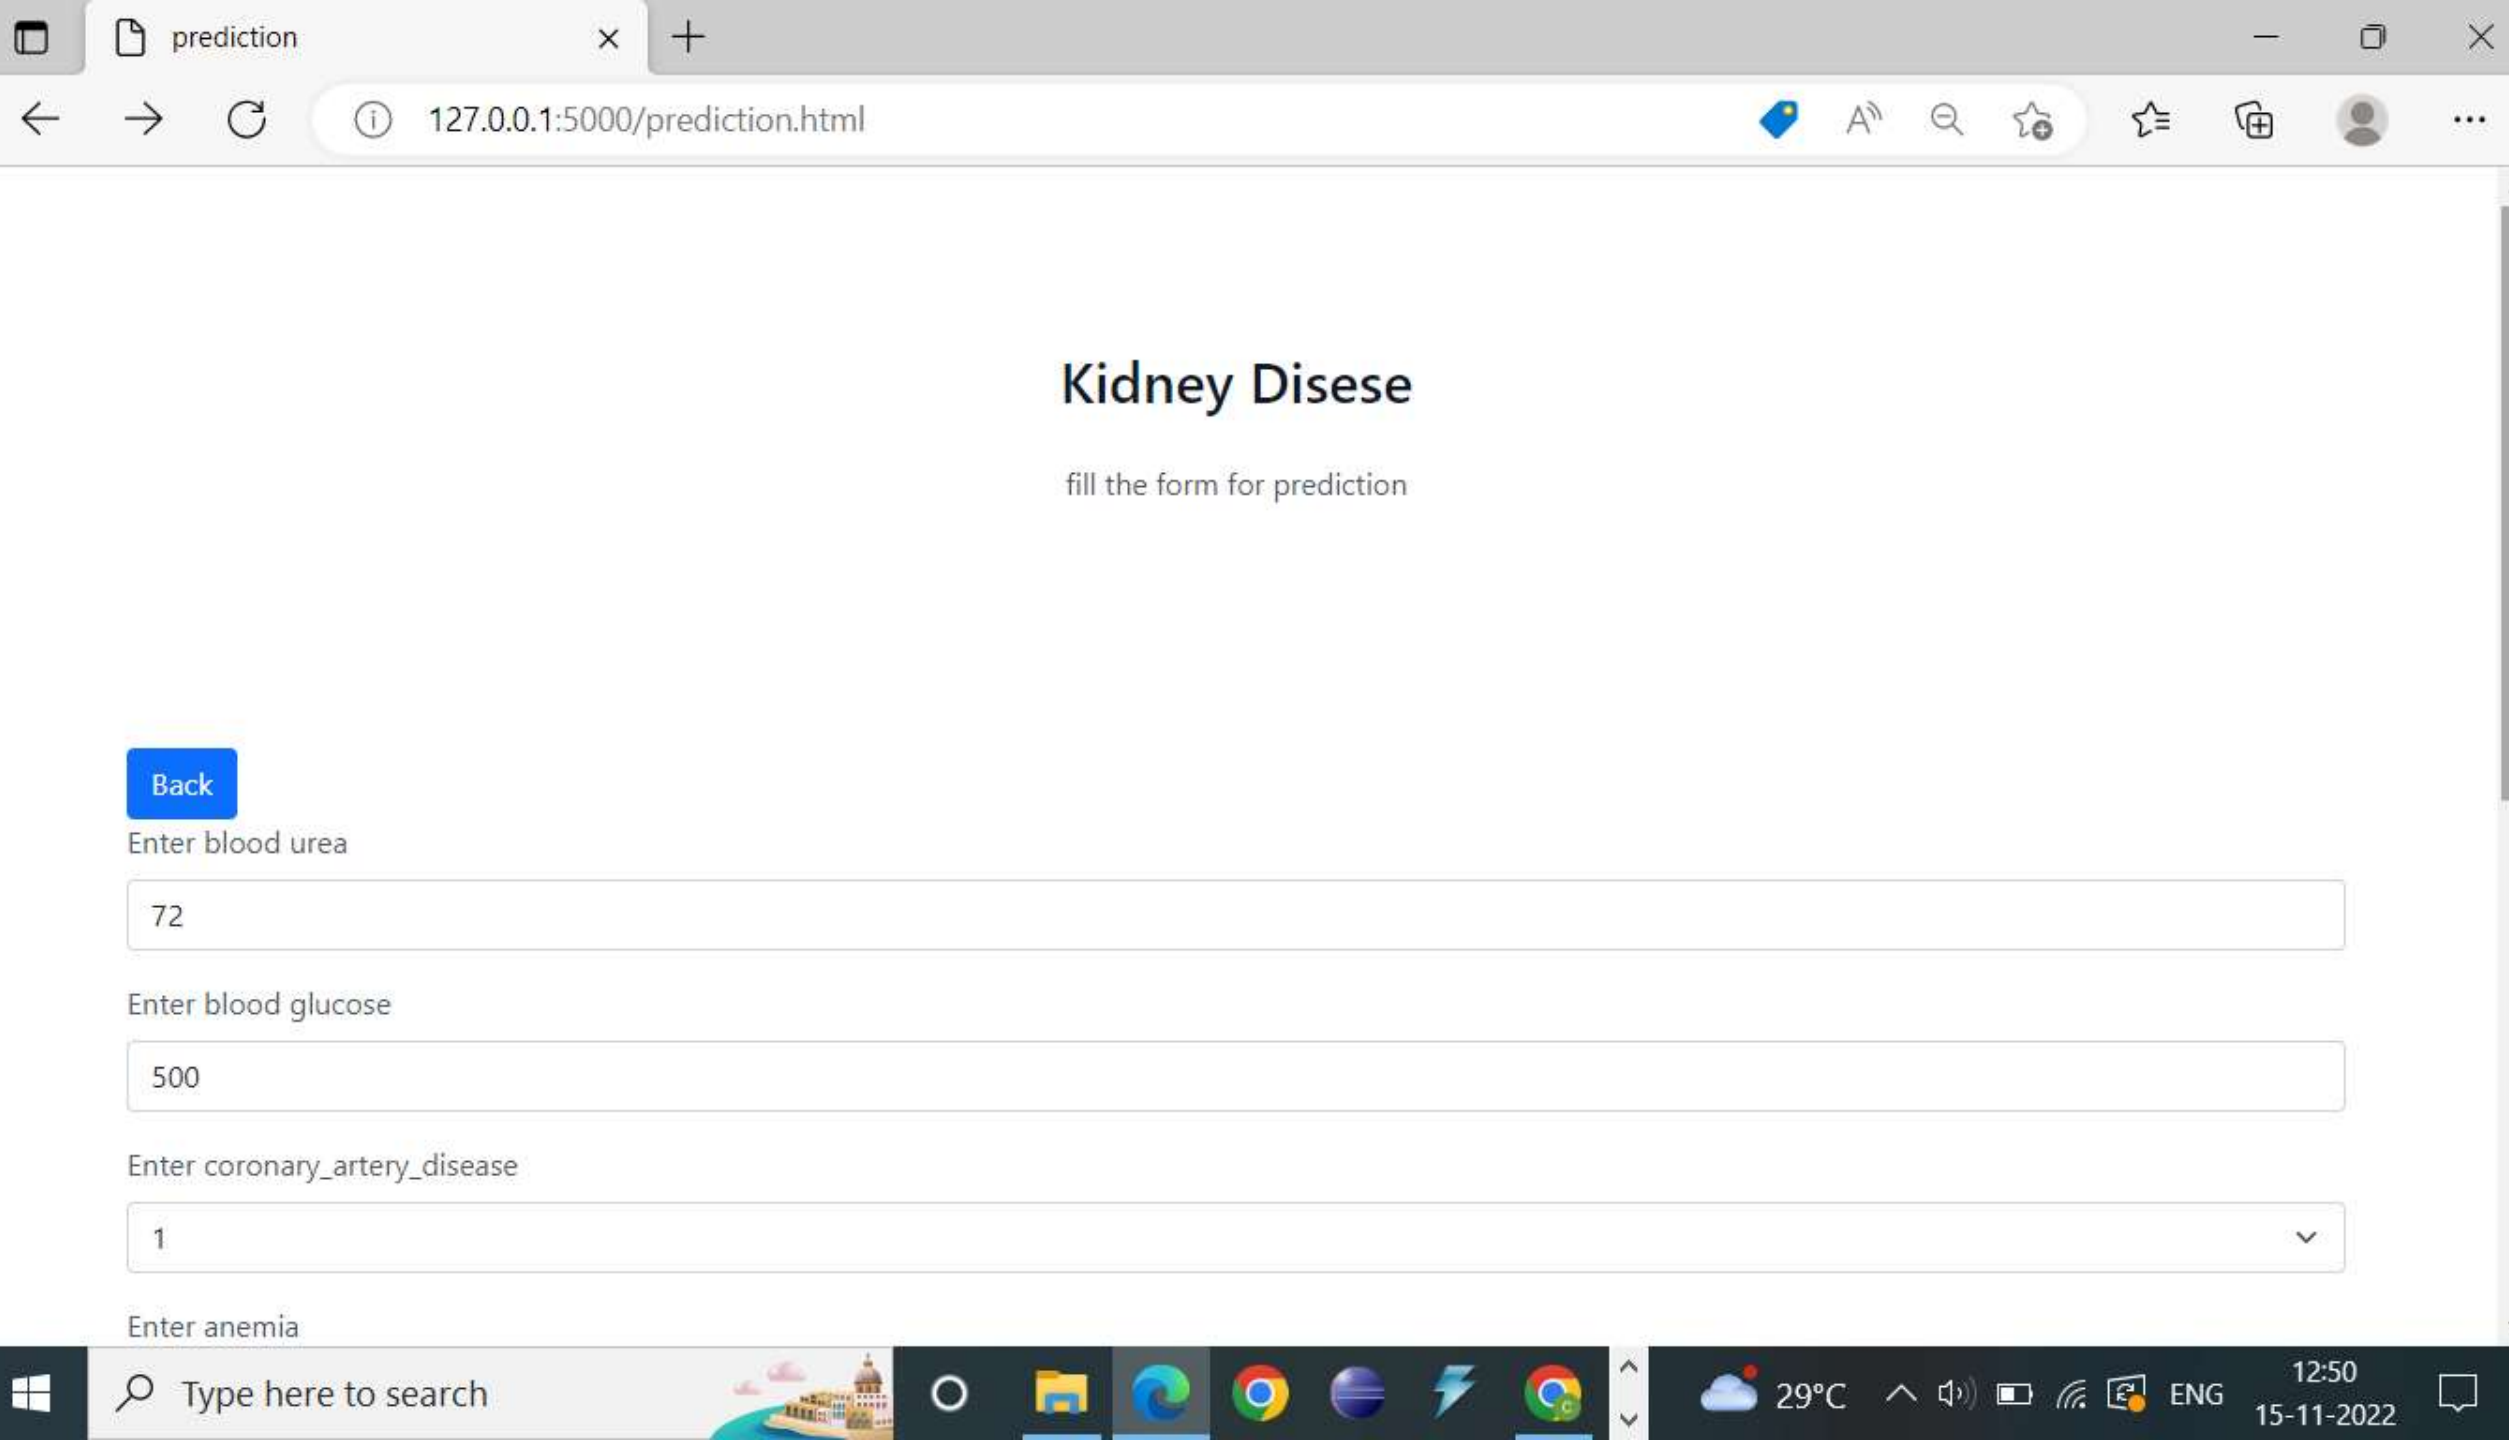 prediction
127.0.0.1:5000/prediction.html
Kidney Disese
fill the form for prediction
Back
Enter blood urea
72
Enter blood glucose
500
Enter coronary_artery_disease
1
Enter anemia
Type here to search
29°C
ENG
12:50
15-11-2022